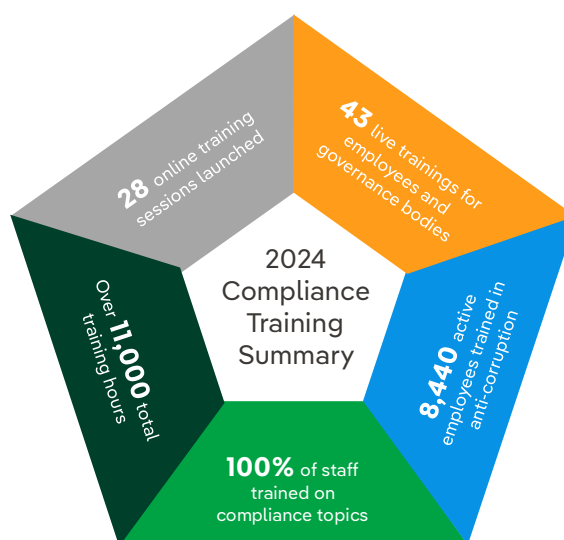 2024
Compliance
Training
Summary
28 online training
sessions launched
43 live trainings for
employees and
governance bodies
8,440 active
employees trained in
anti-corruption
100% of staff
trained on
compliance topics
Over 11,000 total
training hours